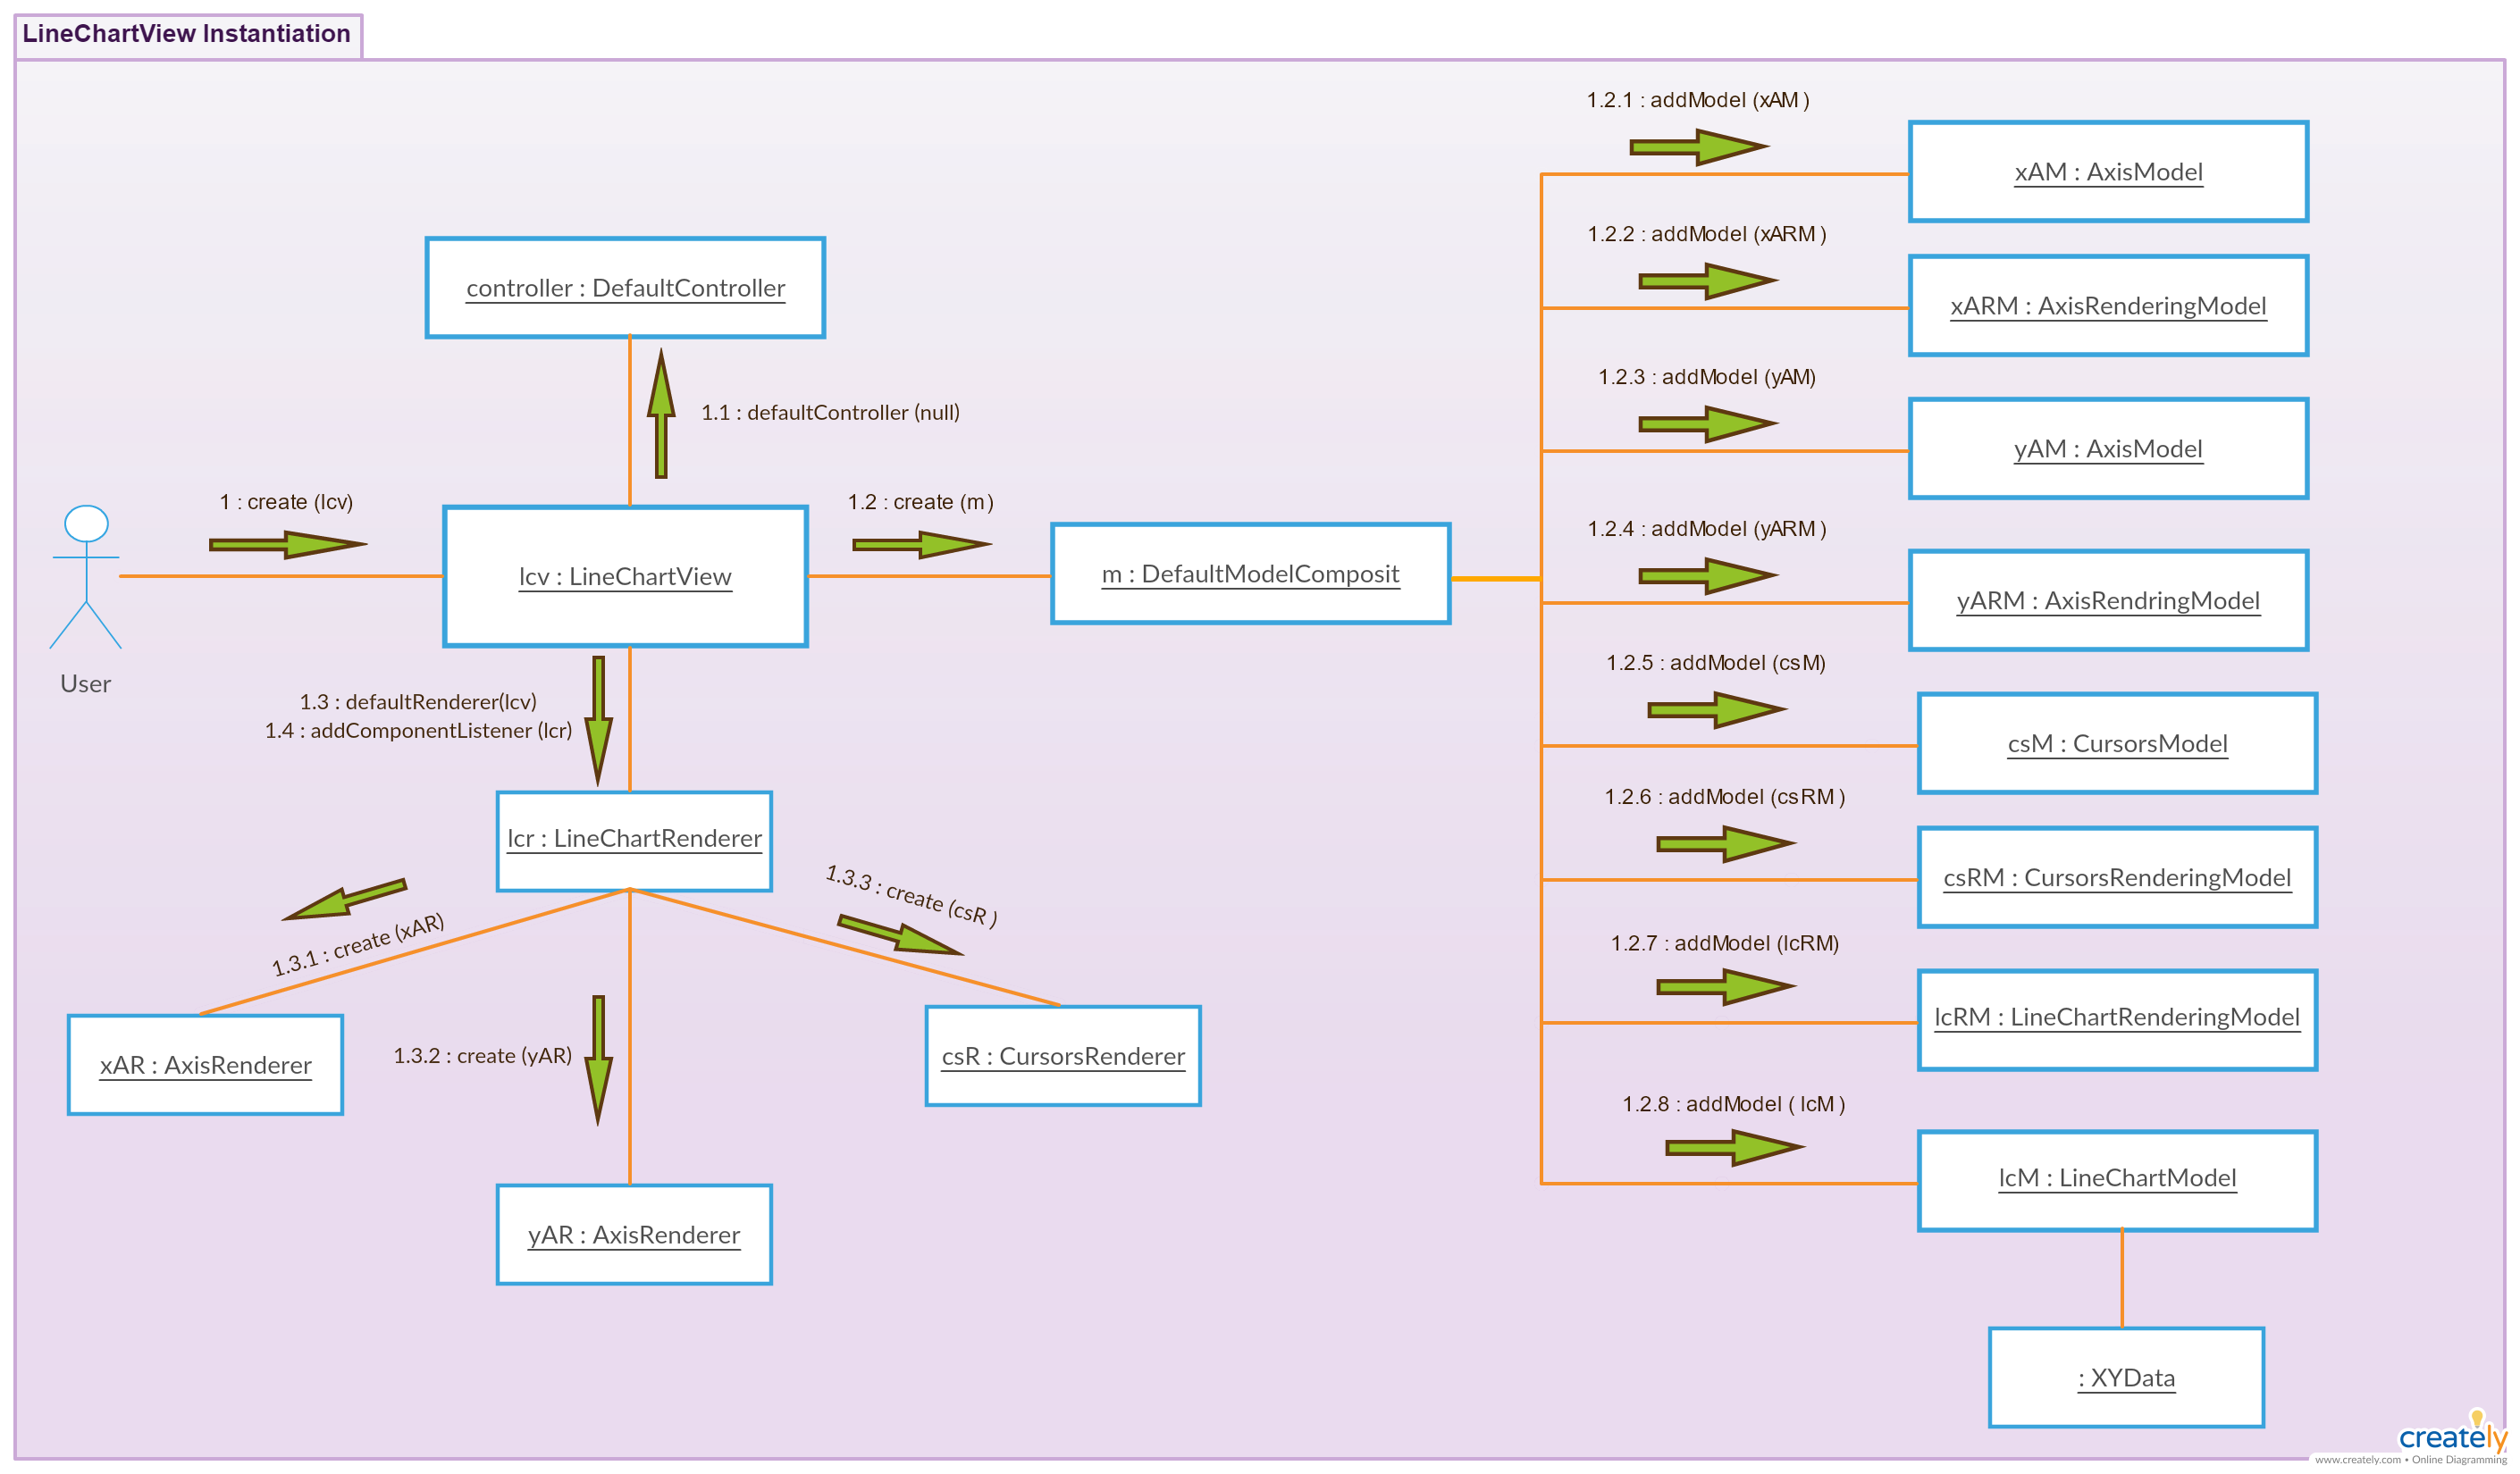 LineChartView Instantiation
1.2.1 : addModel (xAM )
xAM : AxisModel
1.2.2 : addModel (xARM )
controller : DefaultController
xARM : AxisRenderingModel
1.2.3 : addModel (yAM)
1.1 : defaultController (null)
yAM : AxisModel
1 : create (lcv)
1.2 : create (m )
1.2.4 : addModel (yARM )
lcv : LineChartView
m : DefaultModelComposit
yARM : AxisRendringModel
User
1.2.5 : addModel (csM)
1.3 : defaultRenderer(lcv)
1.4 : addComponentListener (lcr)
csM : CursorsModel
1.2.6 : addModel (csRM )
lcr : LineChartRenderer
csRM : CursorsRenderingModel
1.3.3 : create (csR )
1.3.1 : create (xAR)
1.2.7 : addModel (lcRM)
lcRM : LineChartRenderingModel
xAR : AxisRenderer
1.3.2 : create (yAR)
csR : CursorsRenderer
1.2.8 : addModel ( lcM )
lcM : LineChartModel
yAR : AxisRenderer
: XYData
creately
www.creately.com • Online Diagramming